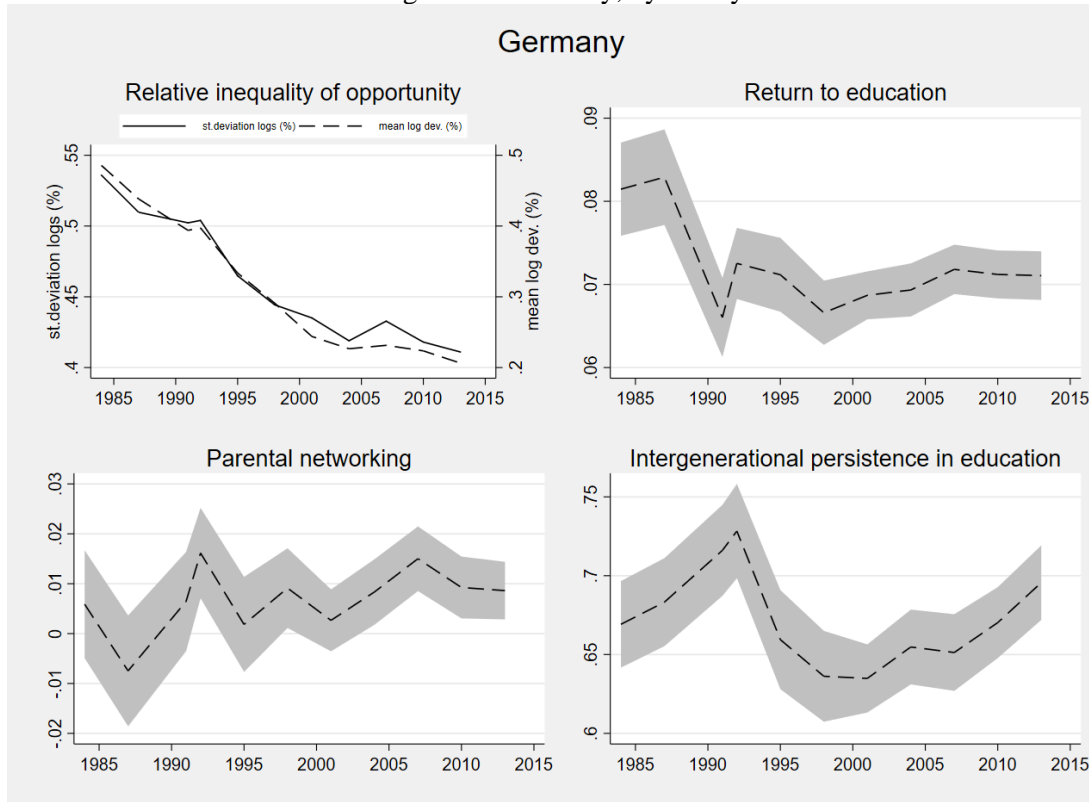 Germany
Relative inequality of opportunity
st.deviation logs (%) mean log dev. (%)
st.deviation logs (%)
.55
.5
.45
.4
mean log dev. (%)
.5
.4
.3
.2
1985 1990 1995 2000 2005 2010 2015
Return to education
.09
.08
.07
.06
1985 1990 1995 2000 2005 2010 2015
Parental networking
.03
.02
.01
0
-.01
-.02
1985 1990 1995 2000 2005 2010 2015
Intergenerational persistence in education
.75
.7
.65
.6
1985 1990 1995 2000 2005 2010 2015